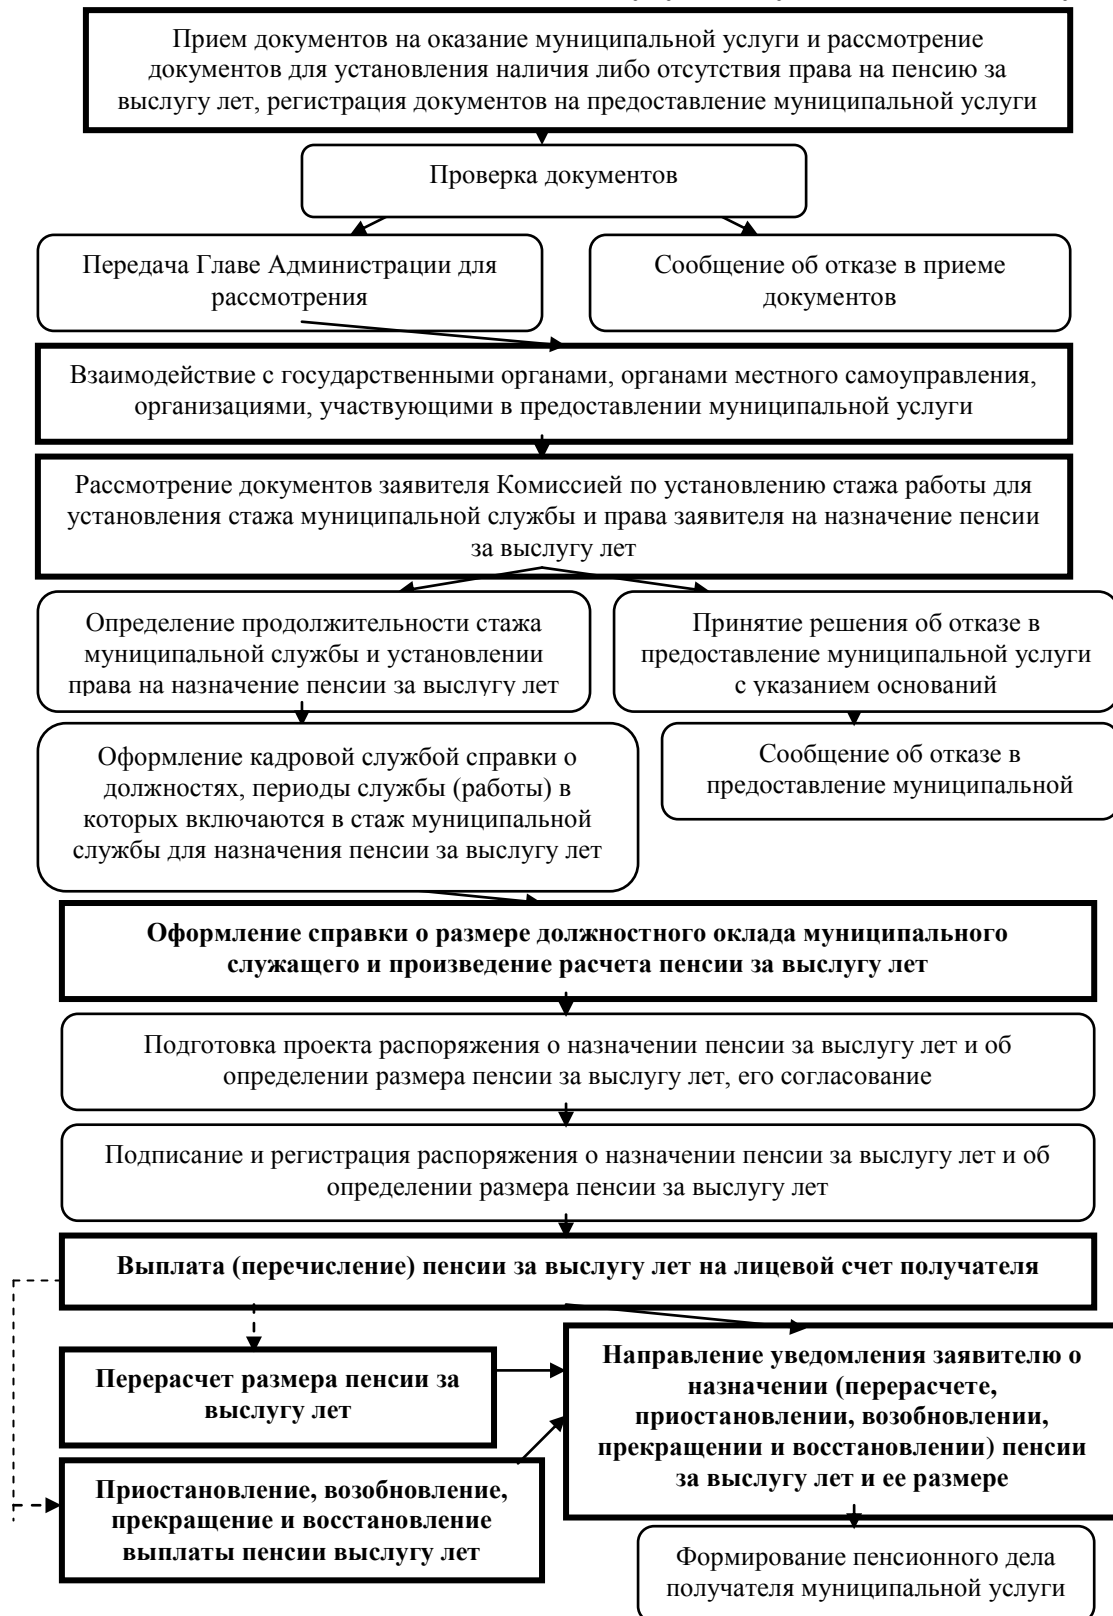 Прием документов на оказание муниципальной услуги и рассмотрение
документов для установления наличия либо отсутствия права на пенсию за
выслугу лет, регистрация документов на предоставление муниципальной услуги
Проверка документов
Передача Главе Администрации для
рассмотрения
Сообщение об отказе в приеме
документов
Взаимодействие с государственными органами, органами местного самоуправления,
организациями, участвующими в предоставлении муниципальной услуги
Рассмотрение документов заявителя Комиссией по установлению стажа работы для
установления стажа муниципальной службы и права заявителя на назначение пенсии
за выслугу лет
Определение продолжительности стажа
муниципальной службы и установлении
права на назначение пенсии за выслугу лет
Принятие решения об отказе в
предоставление муниципальной услуги
с указанием оснований
Оформление кадровой службой справки о
должностях, периоды службы (работы) в
которых включаются в стаж муниципальной
службы для назначения пенсии за выслугу лет
Сообщение об отказе в
предоставление муниципальной
Оформление справки о размере должностного оклада муниципального
служащего и произведение расчета пенсии за выслугу лет
Подготовка проекта распоряжения о назначении пенсии за выслугу лет и об
определении размера пенсии за выслугу лет, его согласование
Подписание и регистрация распоряжения о назначении пенсии за выслугу лет и об
определении размера пенсии за выслугу лет
Выплата (перечисление) пенсии за выслугу лет на лицевой счет получателя
Перерасчет размера пенсии за
выслугу лет
Направление уведомления заявителю о
назначении (перерасчете,
приостановлении, возобновлении,
прекращении и восстановлении) пенсии
за выслугу лет и ее размере
Приостановление, возобновление,
прекращение и восстановление
выплаты пенсии выслугу лет
Формирование пенсионного дела
получателя муниципальной услуги